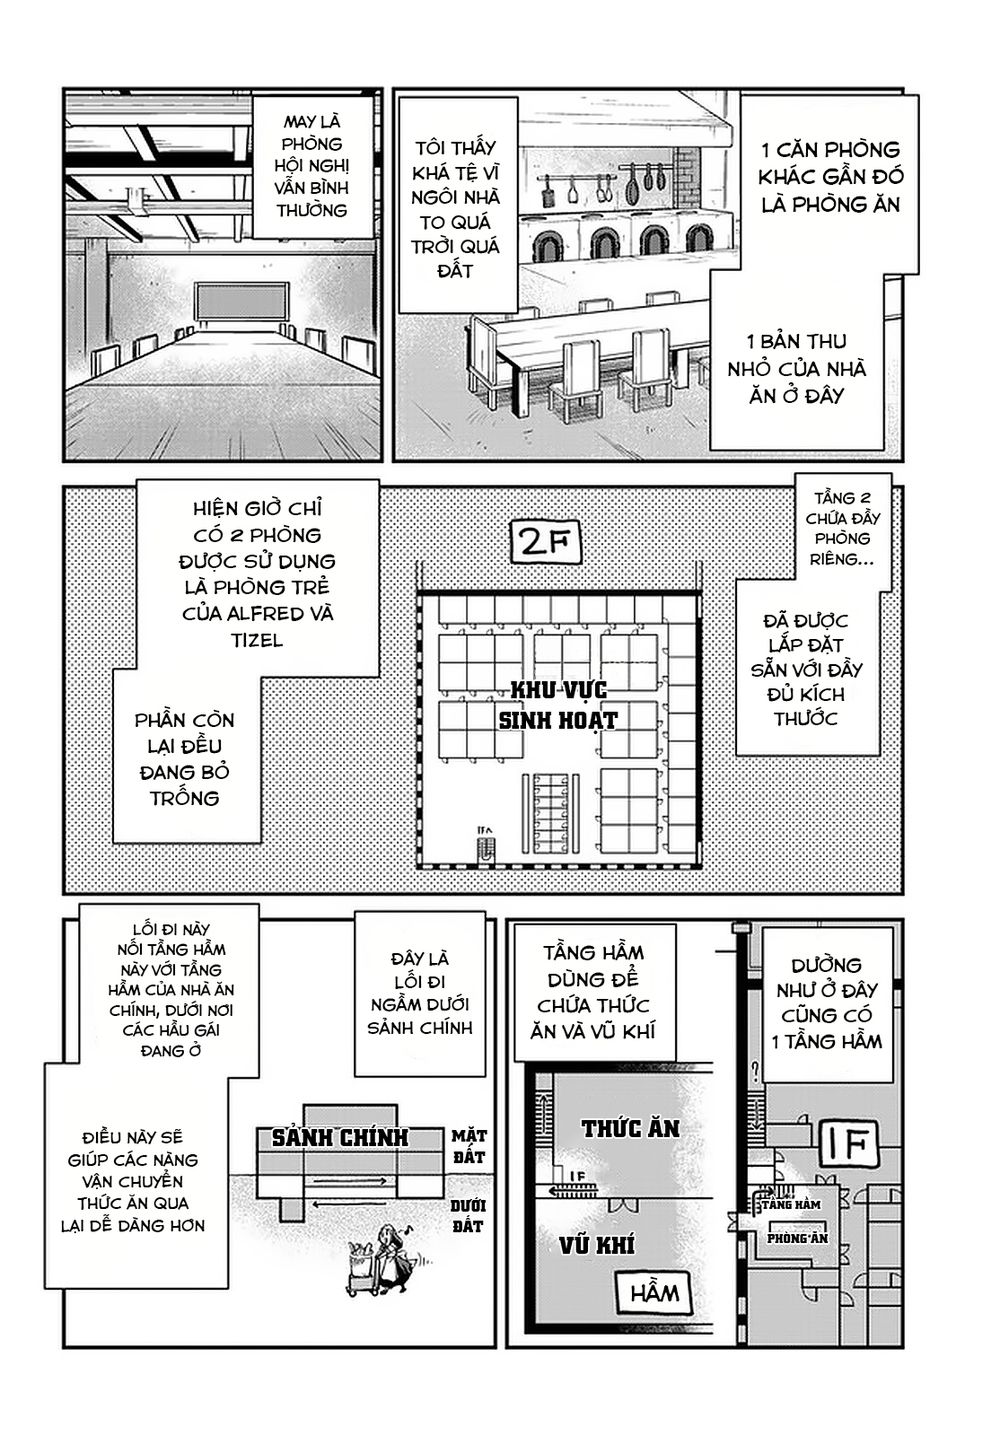 1 CĂN PHÒNG
KHÁC GẦN ĐÓ
LÀ PHÒNG ĂN
1 BẢN THU
NHỎ CỦA NHÀ
ĂN Ở ĐÂY
TÔI THẤY
KHÁ TỆ VÌ
NGÔI NHÀ
TO QUÁ
TRỜI QUÁ
ĐẤT
MAY LÀ
PHÒNG
HỘI NGHỊ
VẪN BÌNH
THƯỜNG
TẦNG 2
CHỨA ĐẦY
PHÒNG
RIÊNG...
ĐÃ ĐƯỢC
LẮP ĐẶT
SẴN VỚI ĐẦY
ĐỦ KÍCH
THƯỚC
2F
KHU VỰC
SINH HOẠT
1F^
HIỆN GIỜ CHỈ
CÓ 2 PHÒNG
ĐƯỢC SỬ DỤNG
LÀ PHÒNG TRẺ
CỦA ALFRED VÀ
TIZEL
PHẦN CÒN
LẠI ĐỀU
ĐANG BỎ
TRỐNG
DƯỜNG
NHƯ Ở ĐÂY
CŨNG CÓ
1 TẦNG HẦM
?
1F
TẦNG HẦM
PHÒNG ĂN
TẦNG HẦM
DÙNG ĐỂ
CHỨA THỨC
ĂN VÀ VŨ KHÍ
THỨC ĂN
1F
VŨ KHÍ
HẦM
ĐÂY LÀ
LỐI ĐI
NGẦM DƯỚI
SẢNH CHÍNH
LỐI ĐI NÀY
NỐI TẦNG HẦM
NÀY VỚI TẦNG
HẦM CỦA NHÀ ĂN
CHÍNH, DƯỚI NƠI
CÁC HẦU GÁI
ĐANG Ở
SẢNH CHÍNH
MẶT
ĐẤT
DƯỚI
ĐẤT
ĐIỀU NÀY SẼ
GIÚP CÁC NÀNG
VẬN CHUYỂN
THỨC ĂN QUA
LẠI DỄ DÀNG HƠN